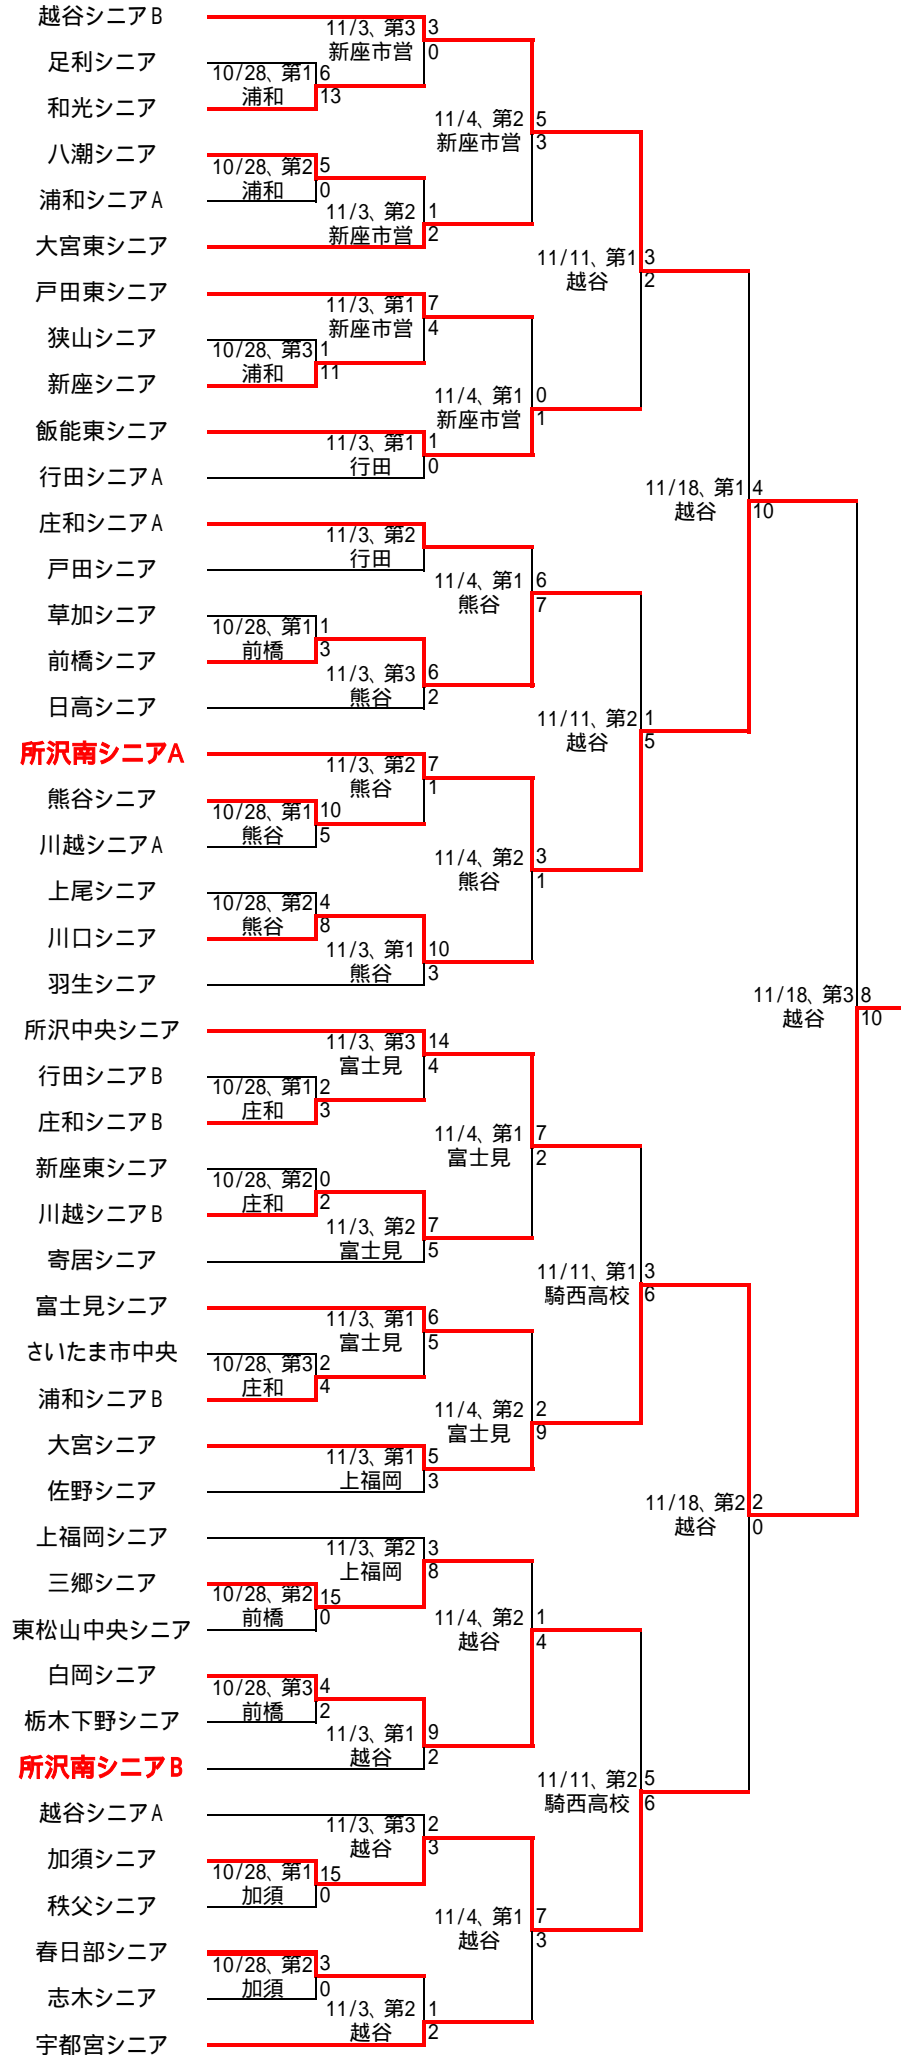 越谷シニアB
11/3、第3 3
新座市営 0
足利シニア
10/28、第1 6
浦和 13
和光シニア
11/4、第2 5
新座市営 3
八潮シニア
10/28、第2 5
浦和 0
浦和シニアA
11/3、第2 1
新座市営 2
大宮東シニア
11/11、第1 3
越谷 2
戸田東シニア
11/3、第1 7
新座市営 4
狭山シニア
10/28、第3 1
浦和 11
新座シニア
11/4、第1 0
新座市営 1
飯能東シニア
11/3、第1 1
行田 0
行田シニアA
11/18、第1 4
越谷 10
庄和シニアA
11/3、第2
行田
戸田シニア
11/4、第1 6
熊谷 7
草加シニア
10/28、第1 1
前橋 3
前橋シニア
11/3、第3 6
熊谷 2
日高シニア
11/11、第2 1
越谷 5
所沢南シニアA
11/3、第2 7
熊谷 1
熊谷シニア
10/28、第1 10
熊谷 5
川越シニアA
11/4、第2 3
熊谷 1
上尾シニア
10/28、第2 4
熊谷 8
川口シニア
11/3、第1 10
熊谷 3
羽生シニア
11/18、第3 8
越谷 10
所沢中央シニア
11/3、第3 14
富士見 4
行田シニアB
10/28、第1 2
庄和 3
庄和シニアB
11/4、第1 7
富士見 2
新座東シニア
10/28、第2 0
庄和 2
川越シニアB
11/3、第2 7
富士見 5
寄居シニア
11/11、第1 3
騎西高校 6
富士見シニア
11/3、第1 6
富士見 5
さいたま市中央
10/28、第3 2
庄和 4
浦和シニアB
11/4、第2 2
富士見 9
大宮シニア
11/3、第1 5
上福岡 3
佐野シニア
11/18、第2 2
越谷 0
上福岡シニア
11/3、第2 3
上福岡 8
三郷シニア
10/28、第2 15
前橋 0
東松山中央シニア
11/4、第2 1
越谷 4
白岡シニア
10/28、第3 4
前橋 2
栃木下野シニア
11/3、第1 9
越谷 2
所沢南シニアB
11/11、第2 5
騎西高校 6
越谷シニアA
11/3、第3 2
越谷 3
加須シニア
10/28、第1 15
加須 0
秩父シニア
11/4、第1 7
越谷 3
春日部シニア
10/28、第2 3
加須 0
志木シニア
11/3、第2 1
越谷 2
宇都宮シニア